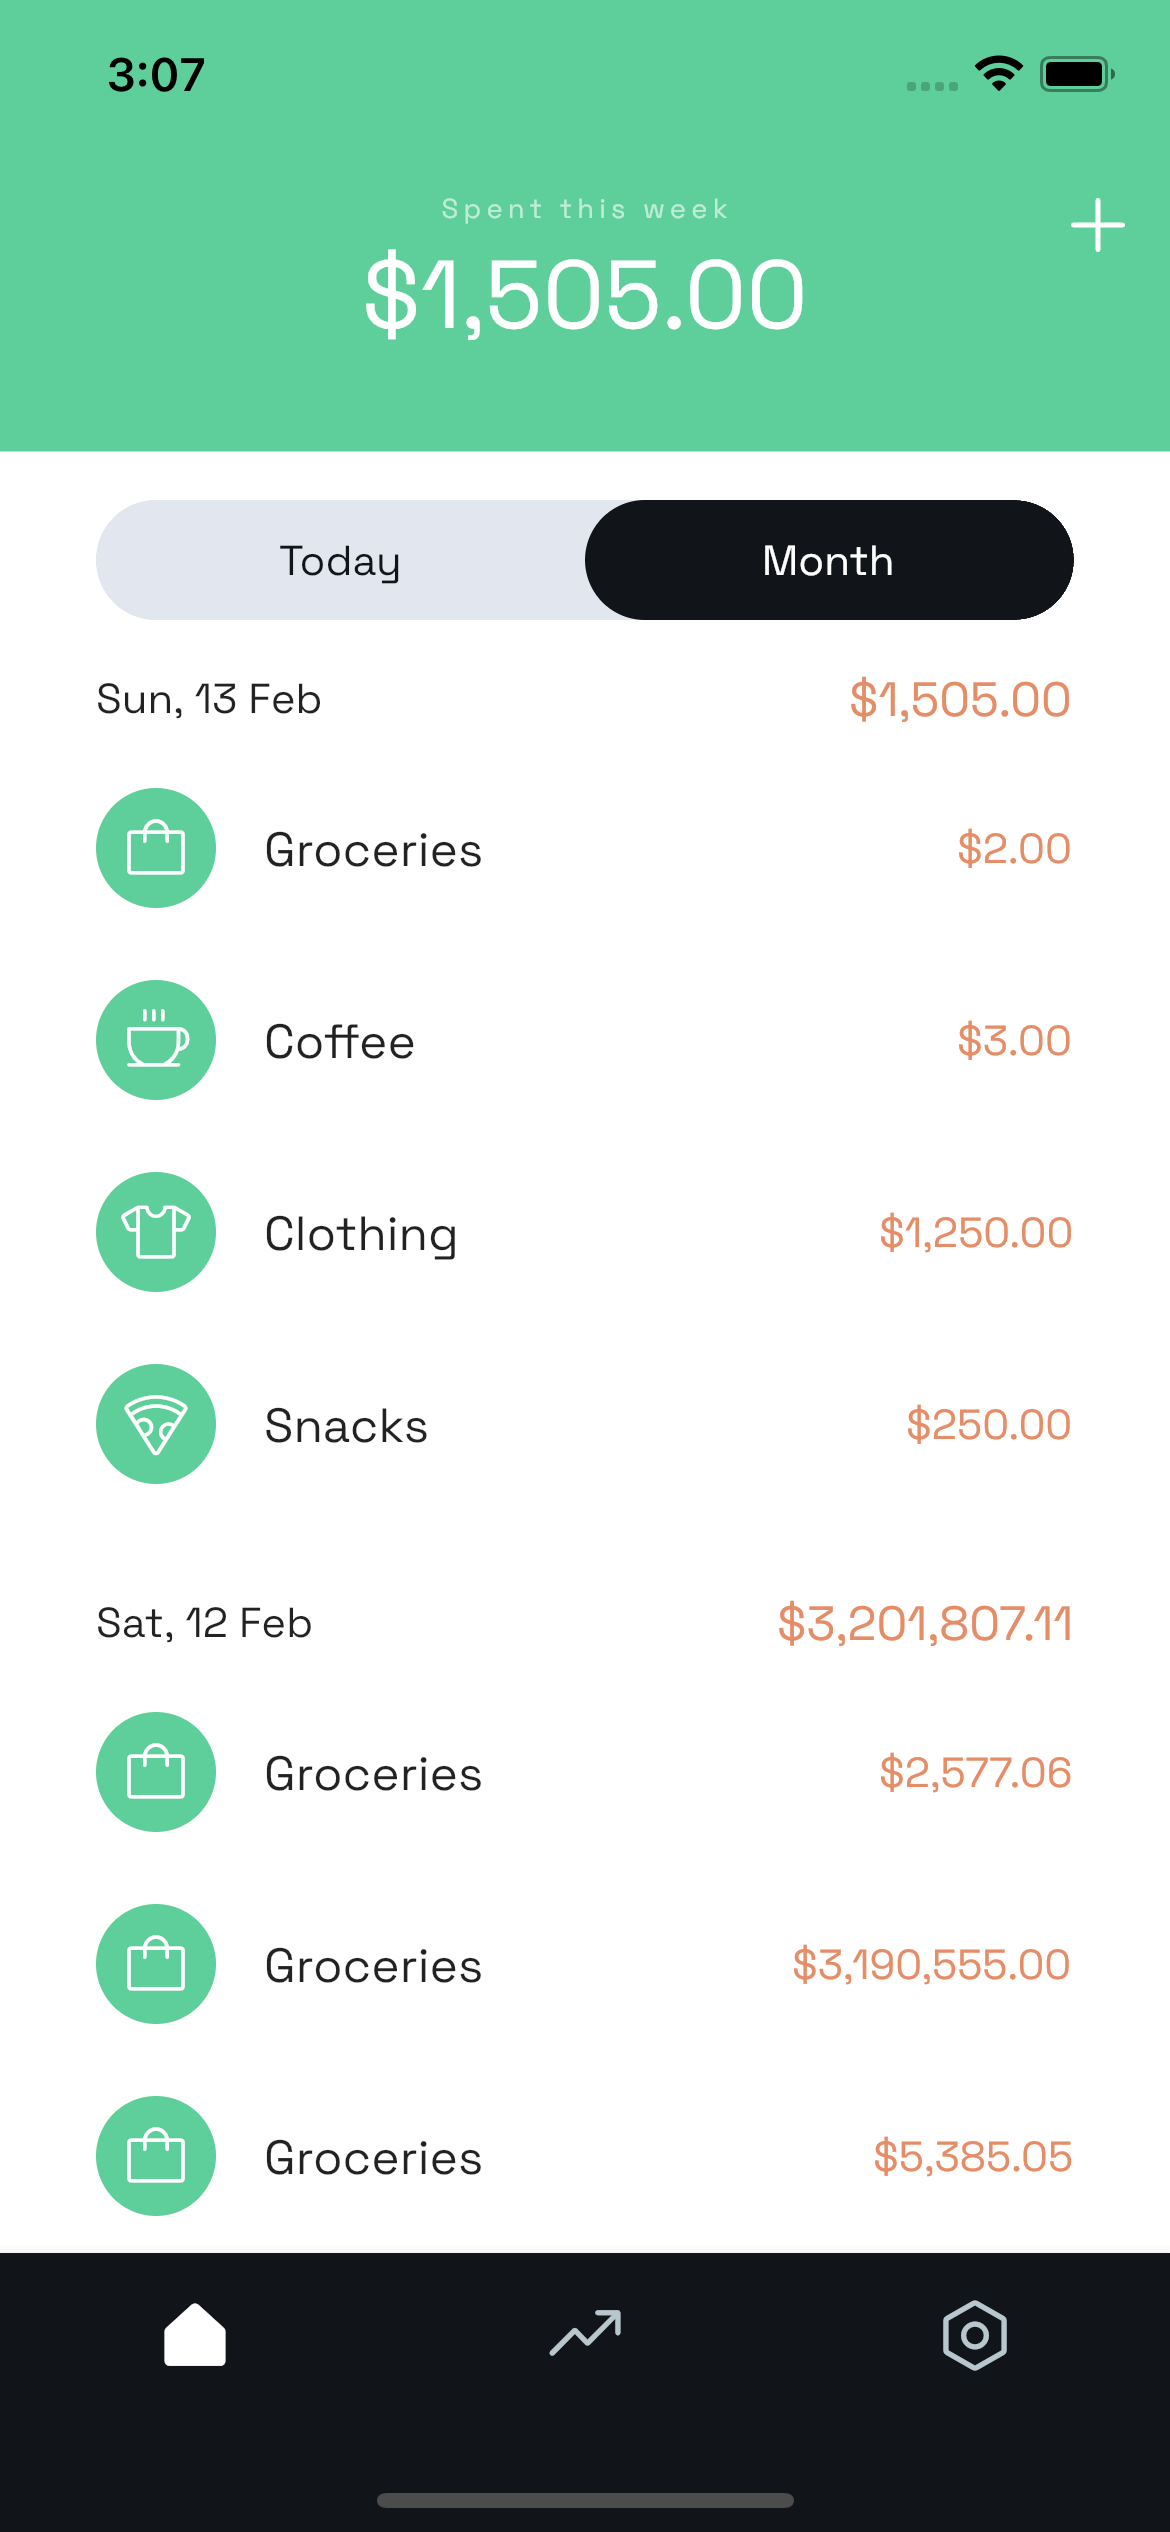 3:07
Spent this week
$1,505.00
Today Month
Sun, 13 Feb $1,505.00
Groceries $2.00
Coffee $3.00
Clothing $1,250.00
Snacks $250.00
Sat, 12 Feb $3,201,807.11
Groceries $2,577.06
Groceries $3,190,555.00
Groceries $5,385.05